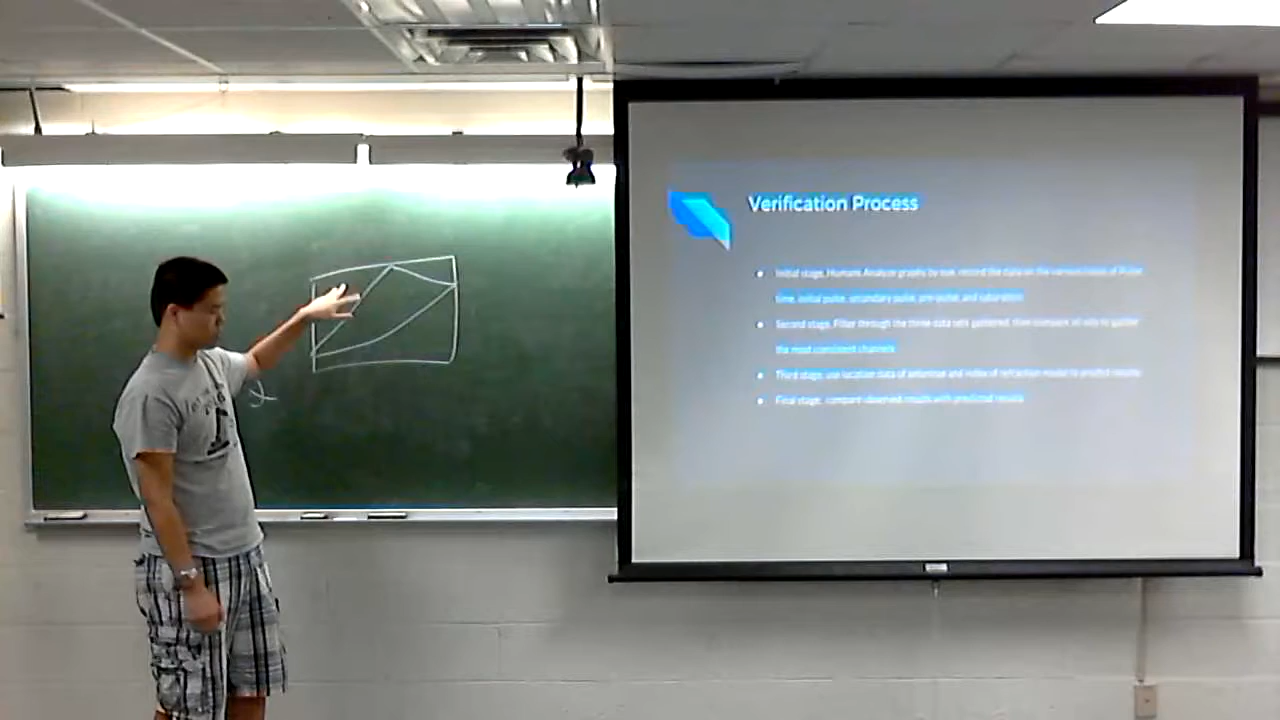 Verification Process
Initial stage, Humans Analyze graphs by eye, record the data on the various times of Pulse
time, initial pulse, secondary pulse, pre-pulse, and saturation
Second stage, Filter through the three data sets gathered, then compare all sets to gather
the most consistent channels
Third stage, use location data of antennas and index of refraction model to predict results
Final stage, compare observed results with predicted results